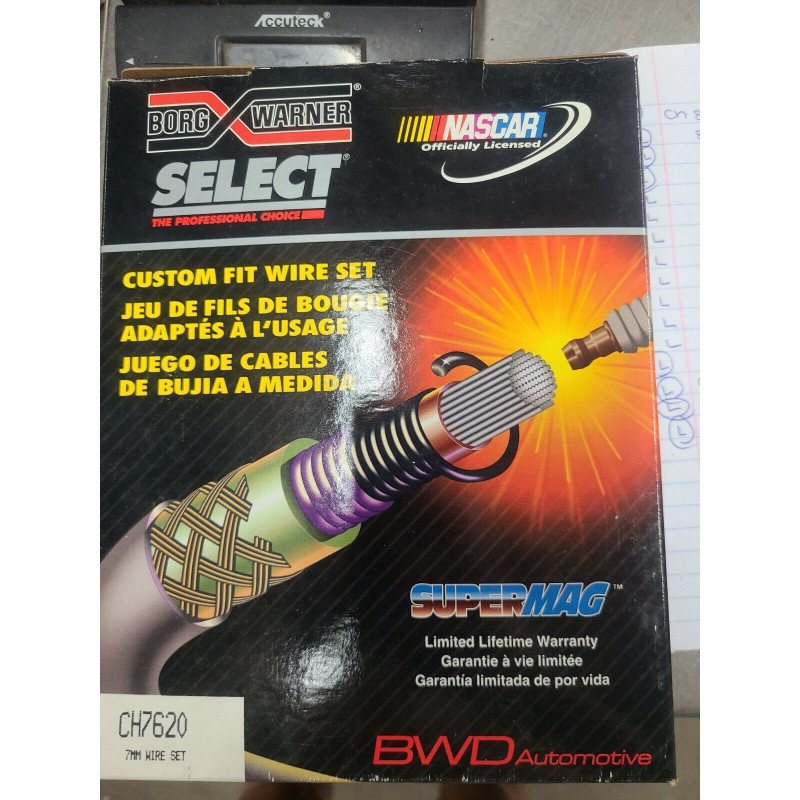 Accuteck®
BORG WARNER®
SELECT®
THE PROFESSIONAL CHOICE
NASCAR®
Officially Licensed
CUSTOM FIT WIRE SET
JEU DE FILS DE BOUGIE
ADAPTÉS À L'USAGE
JUEGO DE CABLES
DE BUJIA A MEDIDA
SUPERMAG™
Limited Lifetime Warranty
Garantie à vie limitée
Garantía limitada de por vida
CH7620
7MM WIRE SET
BWD Automotive